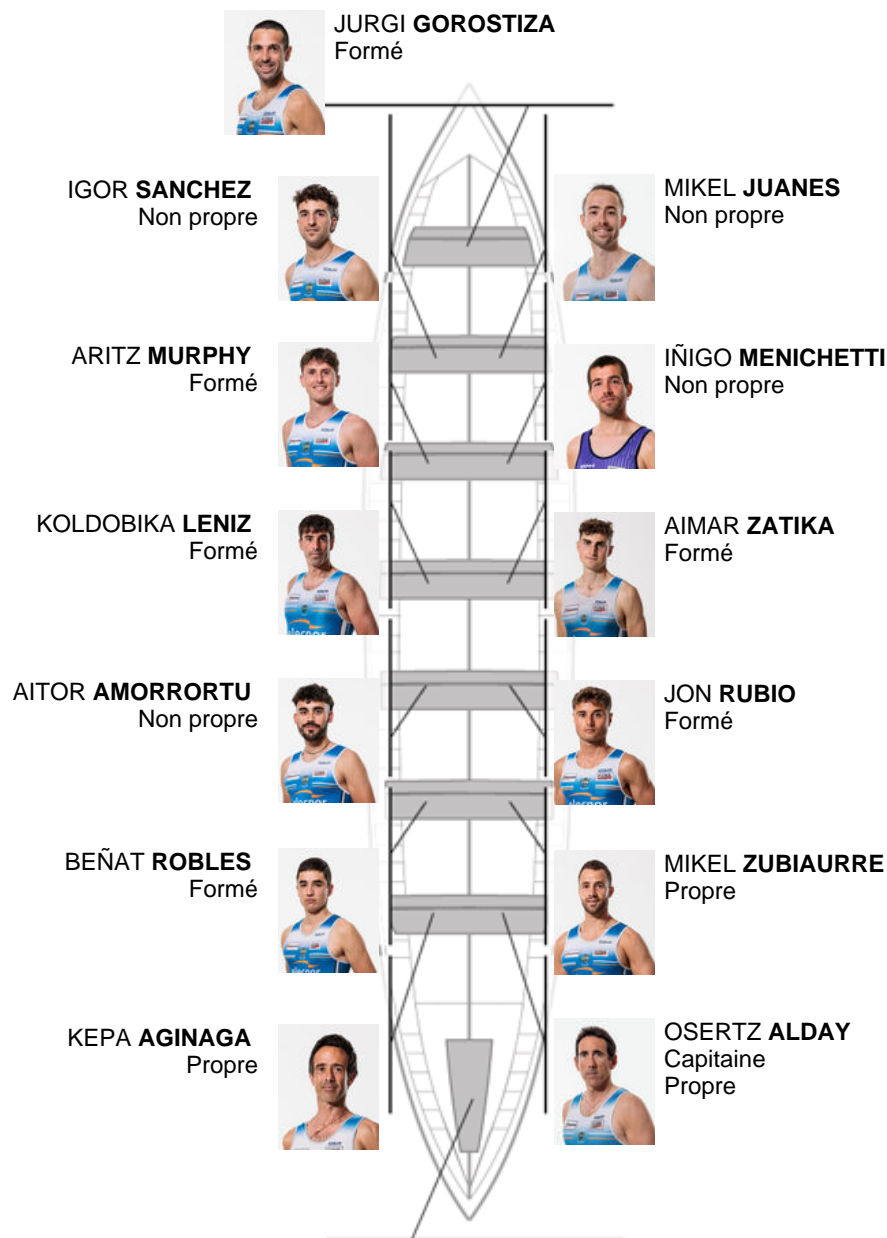 JURGI GOROSTIZA
Formé
IGOR SANCHEZ
Non propre
MIKEL JUANES
Non propre
ARITZ MURPHY
Formé
IÑIGO MENICHETTI
Non propre
KOLDOBIKA LENIZ
Formé
AIMAR ZATIKA
Formé
AITOR AMORRORTU
Non propre
JON RUBIO
Formé
BEÑAT ROBLES
Formé
MIKEL ZUBIAURRE
Propre
KEPA AGINAGA
Propre
OSERTZ ALDAY
Capitaine
Propre